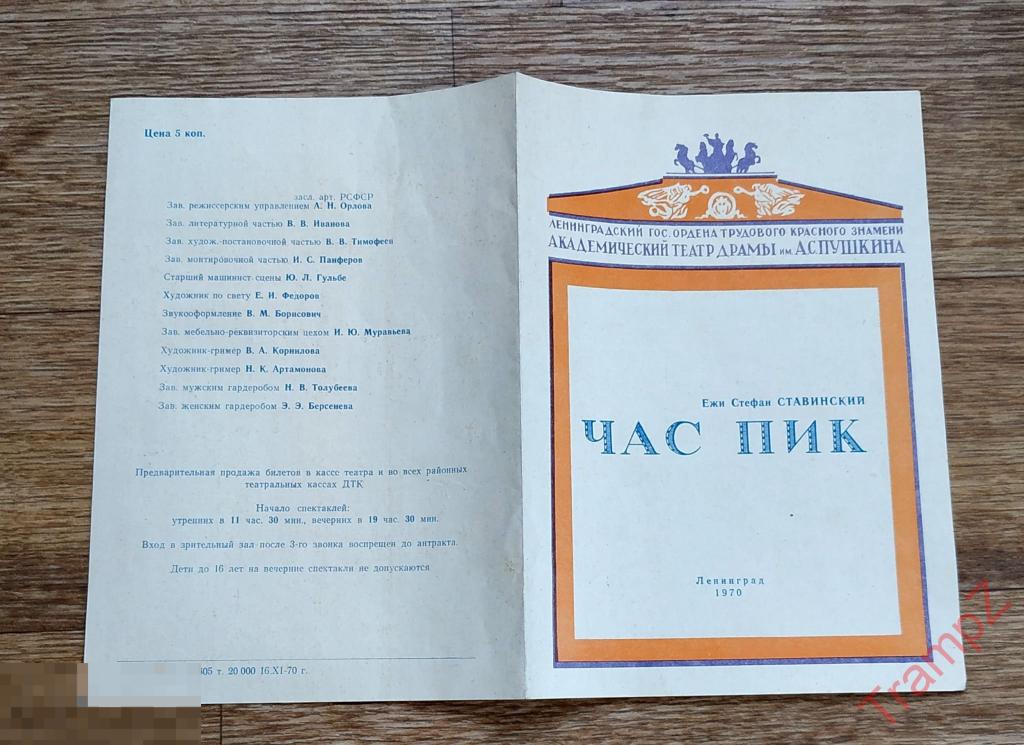 Цена 5 коп.
засл. арт. РСФСР
Зав. режиссерским управлением А. Н. Орлова
Зав. литературной частью В. В. Иванова
Зав. худож.-постановочной частью В. В. Тимофеев
Зав. монтировочной частью И. С. Панферов
Старший машинист сцены Ю. Л. Гульбе
Художник по свету Е. И. Федоров
Звукооформление В. М. Борисович
Зав. мебельно-реквизиторским цехом И. Ю. Муравьева
Художник-гример В. А. Корнилова
Художник-гример Н. К. Артамонова
Зав. мужским гардеробом Н. В. Толубеева
Зав. женским гардеробом Э. Э. Берсенева
Предварительная продажа билетов в кассе театра и во всех районных
театральных кассах ДТК
Начало спектаклей:
утренних в 11 час. 30 мин., вечерних в 19 час. 30 мин.
Вход в зрительный зал после 3-го звонка воспрещен до антракта.
Дети до 16 лет на вечерние спектакли не допускаются
605 т. 20 000 16.XI-70 г.
ЛЕНИНГРАДСКИЙ ГОС. ОРДЕНА ТРУДОВОГО КРАСНОГО ЗНАМЕНИ
АКАДЕМИЧЕСКИЙ ТЕАТР ДРАМЫ им. А.С.ПУШКИНА
Ежи Стефан СТАВИНСКИЙ
ЧАС ПИК
Ленинград
1970
TrampZ